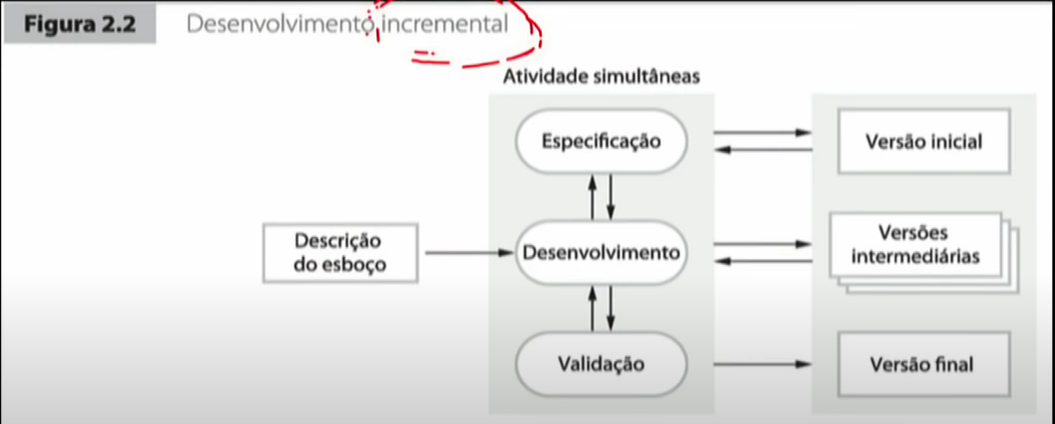 Figura 2.2 Desenvolvimento incremental
Atividade simultâneas
Especificação
Versão inicial
Descrição
do esboço
Desenvolvimento
Versões
intermediárias
Validação
Versão final